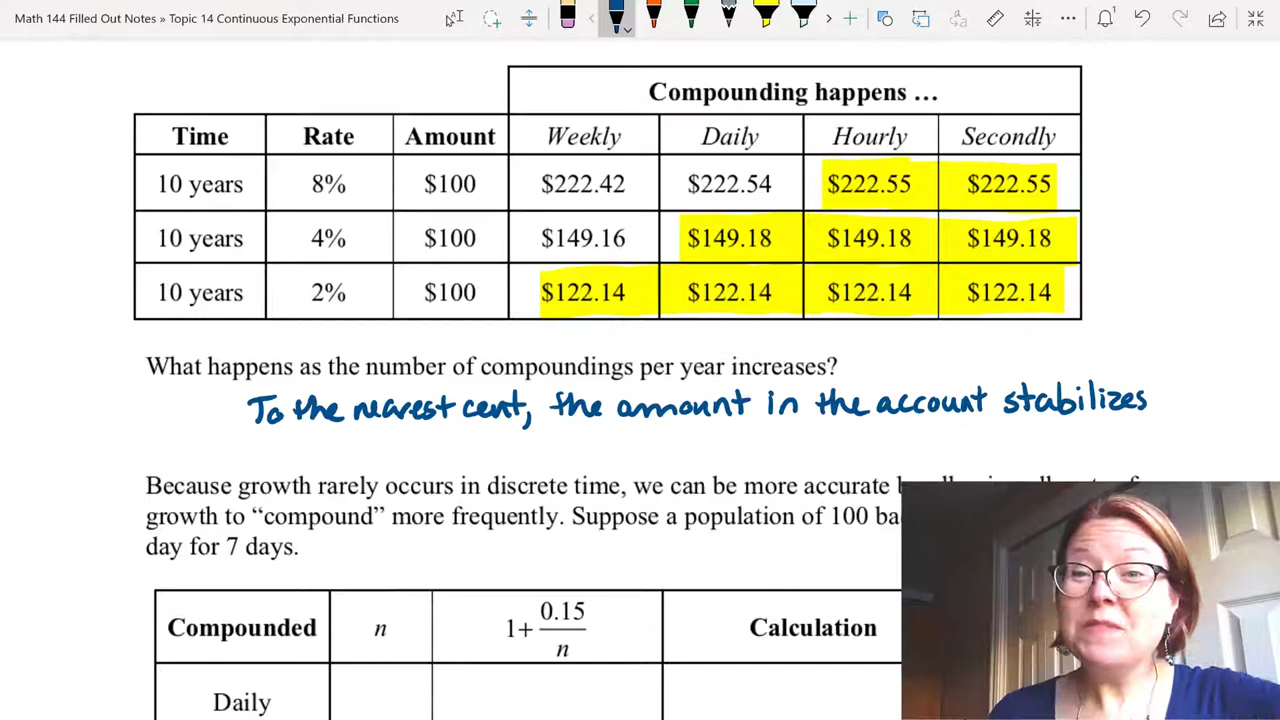 Math 144 Filled Out Notes » Topic 14 Continuous Exponential Functions
Compounding happens …
Time Rate Amount Weekly Daily Hourly Secondly
10 years 8% $100 $222.42 $222.54 $222.55 $222.55
10 years 4% $100 $149.16 $149.18 $149.18 $149.18
10 years 2% $100 $122.14 $122.14 $122.14 $122.14
What happens as the number of compoundings per year increases?
To the nearest cent, the amount in the account stabilizes
Because growth rarely occurs in discrete time, we can be more accurate
growth to “compound” more frequently. Suppose a population of 100
day for 7 days.
Compounded n 1+ 0.15/n Calculation
Daily